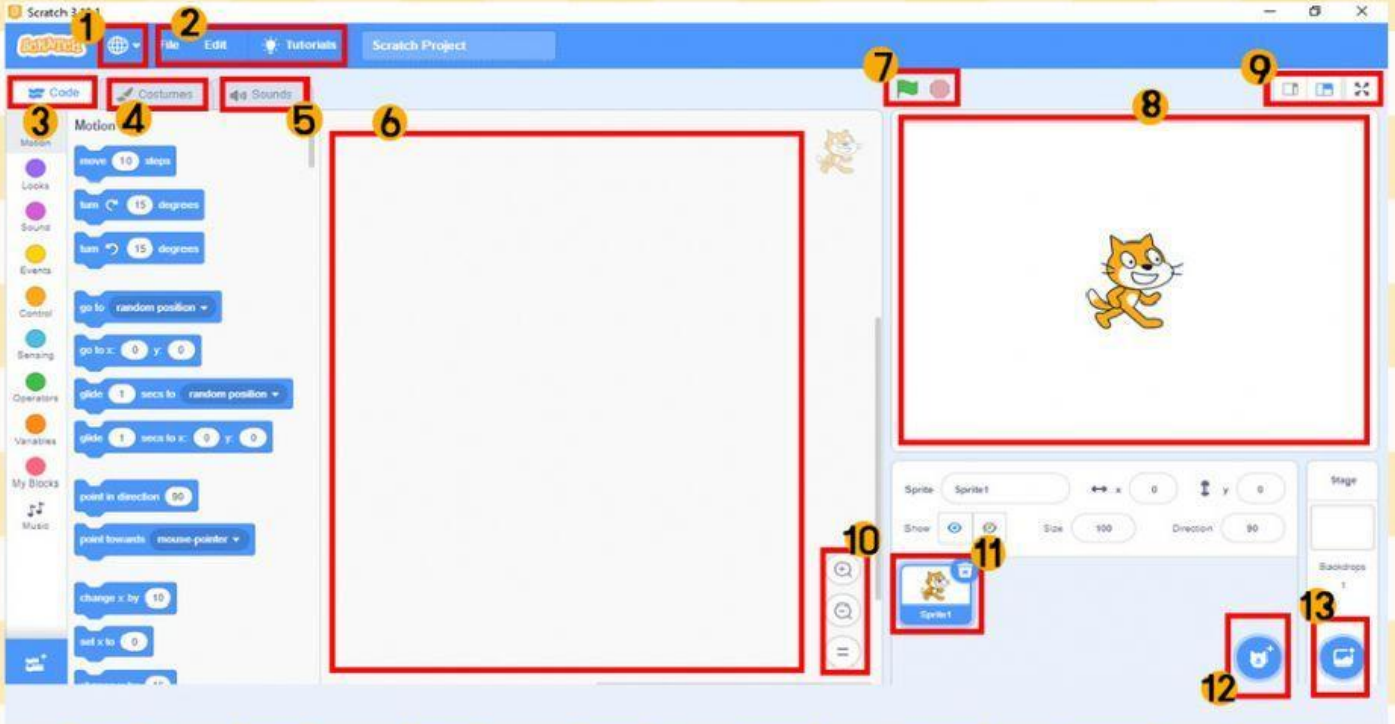 Scratch 3.
1
2
SCRATCH
File
Edit
Tutorials
Scratch Project
7
9
Code
Costumes
Sounds
3
4
5
6
8
Motion
Motion
Looks
Sound
Events
Control
Sensing
Operators
Variables
My Blocks
Music
move 10 steps
turn 15 degrees
turn 15 degrees
go to random position
go to x: 0 y: 0
glide 1 secs to random position
glide 1 secs to x: 0 y: 0
point in direction 90
point towards mouse-pointer
change x by 10
set x to 0
10
Sprite Sprite1 x 0 y 0
Show Size 100 Direction 90
11
Sprite1
Stage
Backdrops
1
12
13